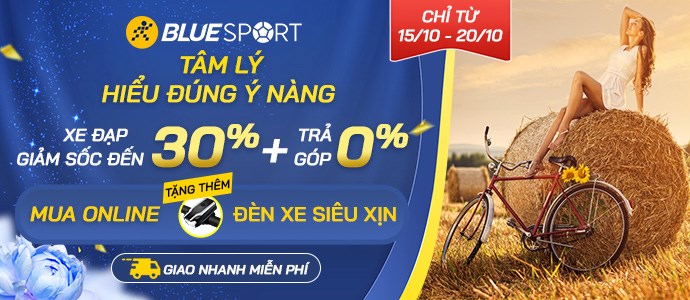 BLUESPORT
TÂM LÝ
HIỂU ĐÚNG Ý NÀNG
XE ĐẠP
GIẢM SỐC ĐẾN
30%
+
TRẢ
GÓP
0%
TẶNG THÊM
MUA ONLINE
ĐÈN XE SIÊU XỊN
GIAO NHANH MIỄN PHÍ
CHỈ TỪ
15/10 - 20/10